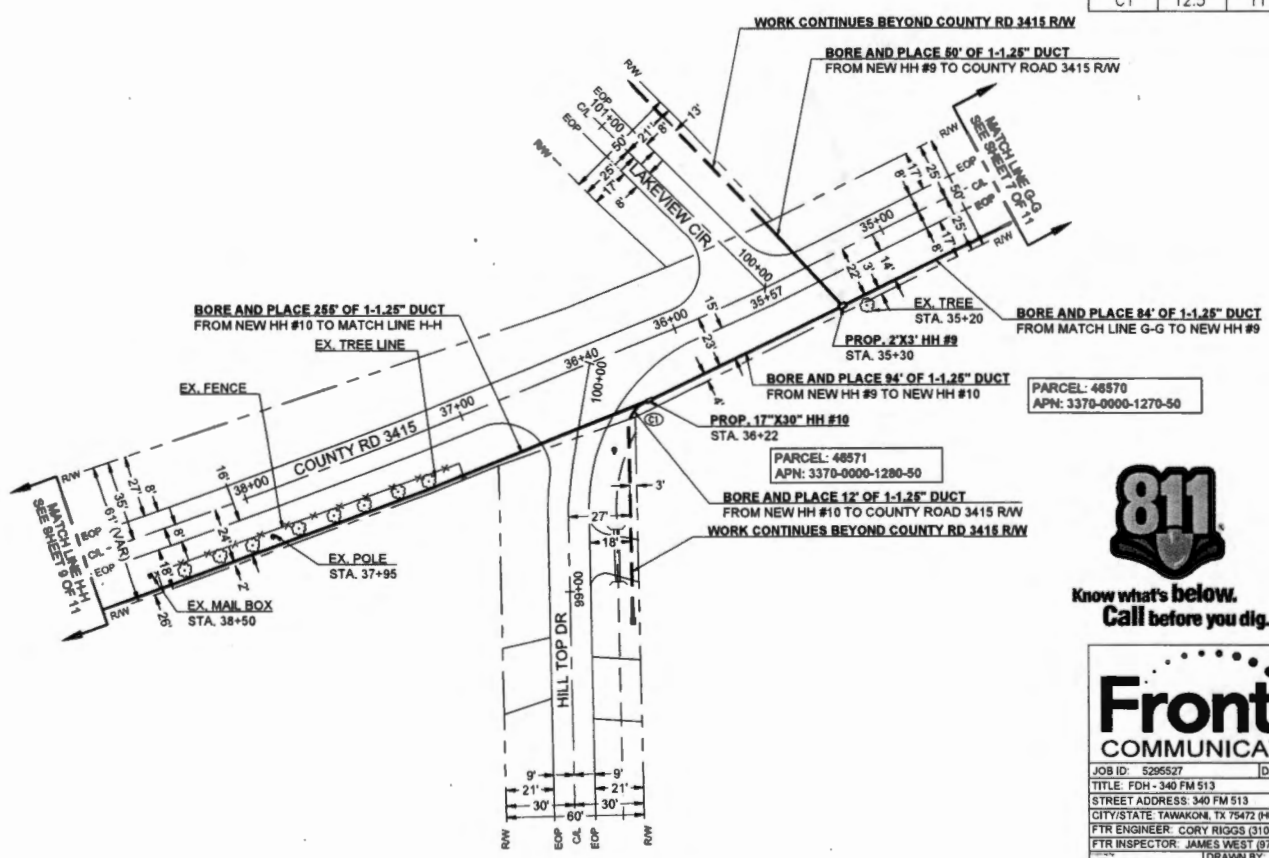 C1 12.5'
WORK CONTINUES BEYOND COUNTY RD 3415 R/W
BORE AND PLACE 50' OF 1-1.25" DUCT
FROM NEW HH #9 TO COUNTY ROAD 3415 R/W
R/W
EOP
101+00
C/L
EOP
R/W
8'
21'
50'
25'
17'
8'
13'
LAKEVIEW CIR
100+00
35+57
35+00
17'
25'
8'
50'
EOP
C/L
EOP
25'
17'
8'
R/W
R/W
MATCH LINE G-G
SEE SHEET 7 OF 11
22'
3'
14'
EX. TREE
STA. 35+20
BORE AND PLACE 84' OF 1-1.25" DUCT
FROM MATCH LINE G-G TO NEW HH #9
PROP. 2'X3' HH #9
STA. 35+30
BORE AND PLACE 255' OF 1-1.25" DUCT
FROM NEW HH #10 TO MATCH LINE H-H
EX. TREE LINE
EX. FENCE
36+00
15'
23'
36+40
100+00
4'
BORE AND PLACE 94' OF 1-1.25" DUCT
FROM NEW HH #9 TO NEW HH #10
PARCEL: 46570
APN: 3370-0000-1270-50
PROP. 17"X30" HH #10
STA. 36+22
C1
PARCEL: 46571
APN: 3370-0000-1280-50
BORE AND PLACE 12' OF 1-1.25" DUCT
FROM NEW HH #10 TO COUNTY ROAD 3415 R/W
WORK CONTINUES BEYOND COUNTY RD 3415 R/W
3'
27'
18'
COUNTY RD 3415
37+00
38+00
16'
24'
2'
R/W
27'
8'
35'
61' (VAR)
EOP
C/L
EOP
8'
18'
R/W
26'
MATCH LINE H-H
SEE SHEET 9 OF 11
EX. POLE
STA. 37+95
EX. MAIL BOX
STA. 38+50
99+00
HILL TOP DR
9' 9'
21' 21'
30' 30'
60'
R/W
EOP
C/L
EOP
R/W
811
Know what's below.
Call before you dig.
Front
COMMUNICA
JOB ID: 5295527 D
TITLE: FDH - 340 FM 513
STREET ADDRESS: 340 FM 513
CITY/STATE: TAWAKONI, TX 75472 (H
FTR ENGINEER: CORY RIGGS (310
FTR INSPECTOR: JAMES WEST (97
DRAWN BY: